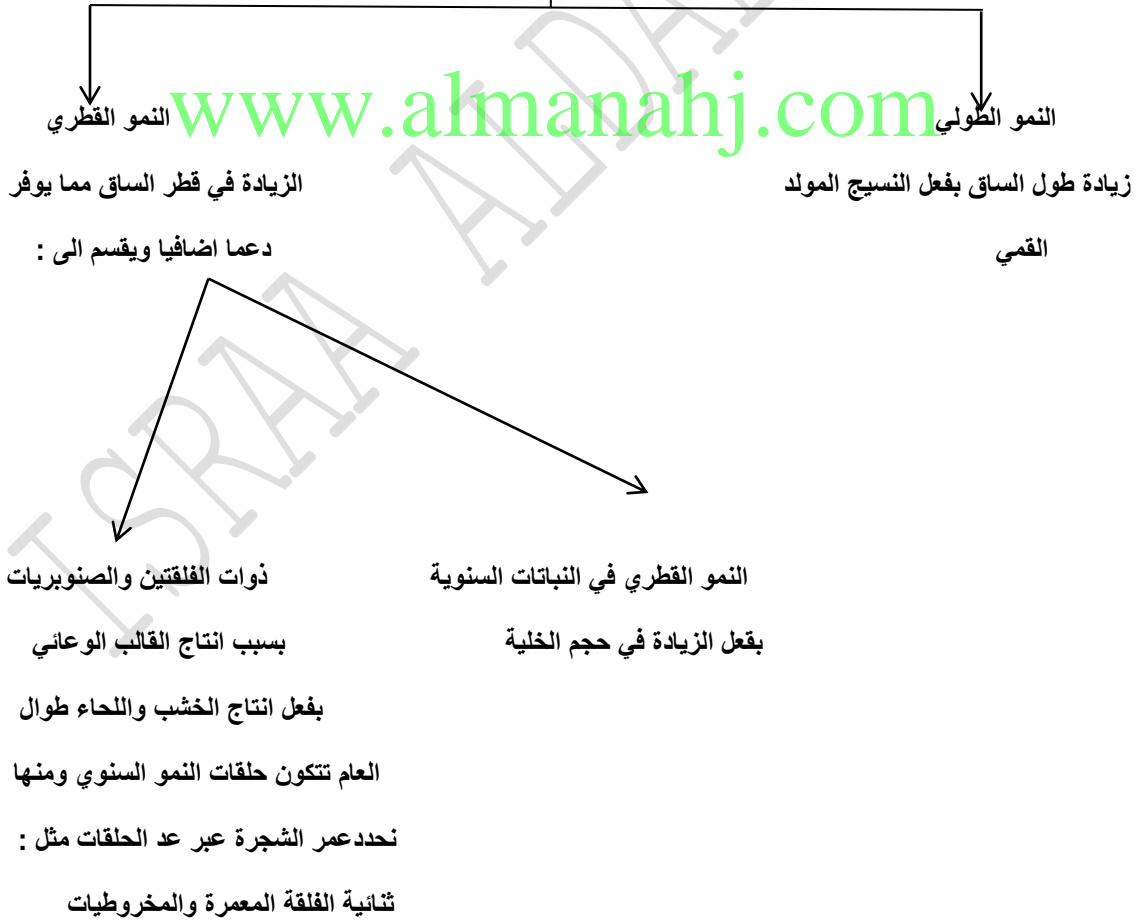 www.almanahj.com
النمو الطولي
زيادة طول الساق بفعل النسيج المولد
القمي
النمو القطري
الزيادة في قطر الساق مما يوفر
دعما اضافيا ويقسم الى :
النمو القطري في النباتات السنوية
بقعل الزيادة في حجم الخلية
ذوات الفلقتين والصنوبريات
بسبب انتاج القالب الوعائي
بفعل انتاج الخشب واللحاء طوال
العام تتكون حلقات النمو السنوي ومنها
نحددعمر الشجرة عبر عد الحلقات مثل :
ثنائية الفلقة المعمرة والمخروطيات
ISRAA ALDA